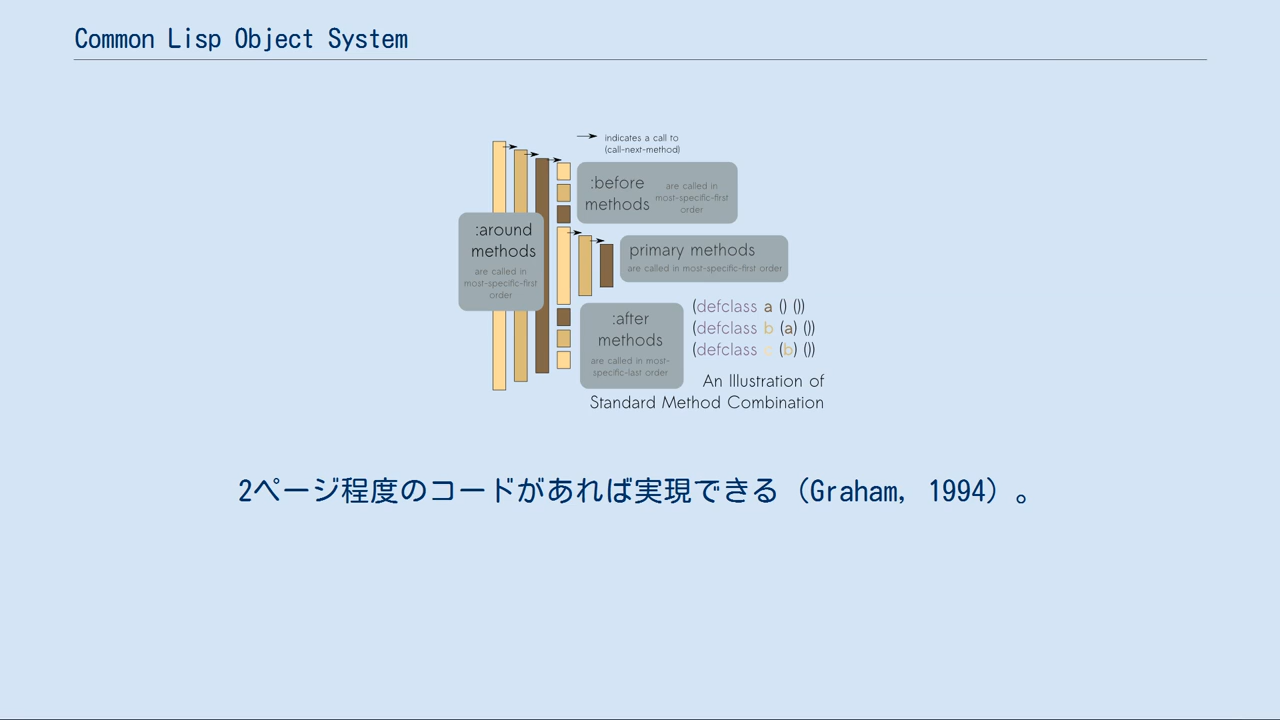 Common Lisp Object System
indicates a call to
(call-next-method)
:before
methods
are called in
most-specific-first
order
:around
methods
are called in
most-specific-first
order
primary methods
are called in most-specific-first order
:after
methods
are called in most-
specific-last order
(defclass a () ())
(defclass b (a) ())
(defclass c (b) ())
An Illustration of
Standard Method Combination
2ページ程度のコードがあれば実現できる（Graham, 1994）。